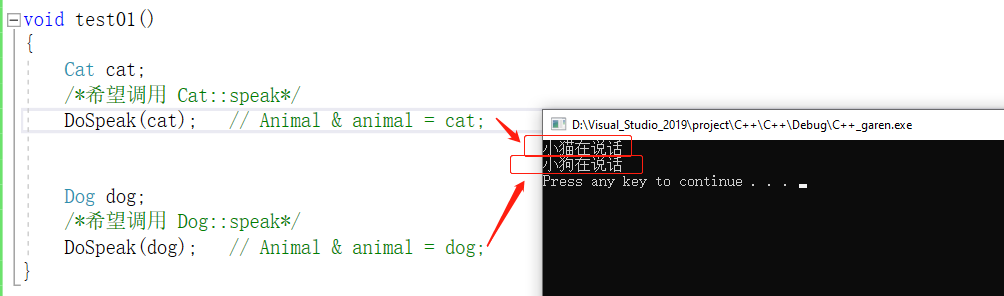 void test01()
{
Cat cat;
/*希望调用 Cat::speak*/
DoSpeak(cat);   // Animal & animal = cat;
D:\Visual_Studio_2019\project\C++\C++\Debug\C++_garen.exe
小猫在说话
小狗在说话
Press any key to continue . . .
Dog dog;
/*希望调用 Dog::speak*/
DoSpeak(dog);   // Animal & animal = dog;
}